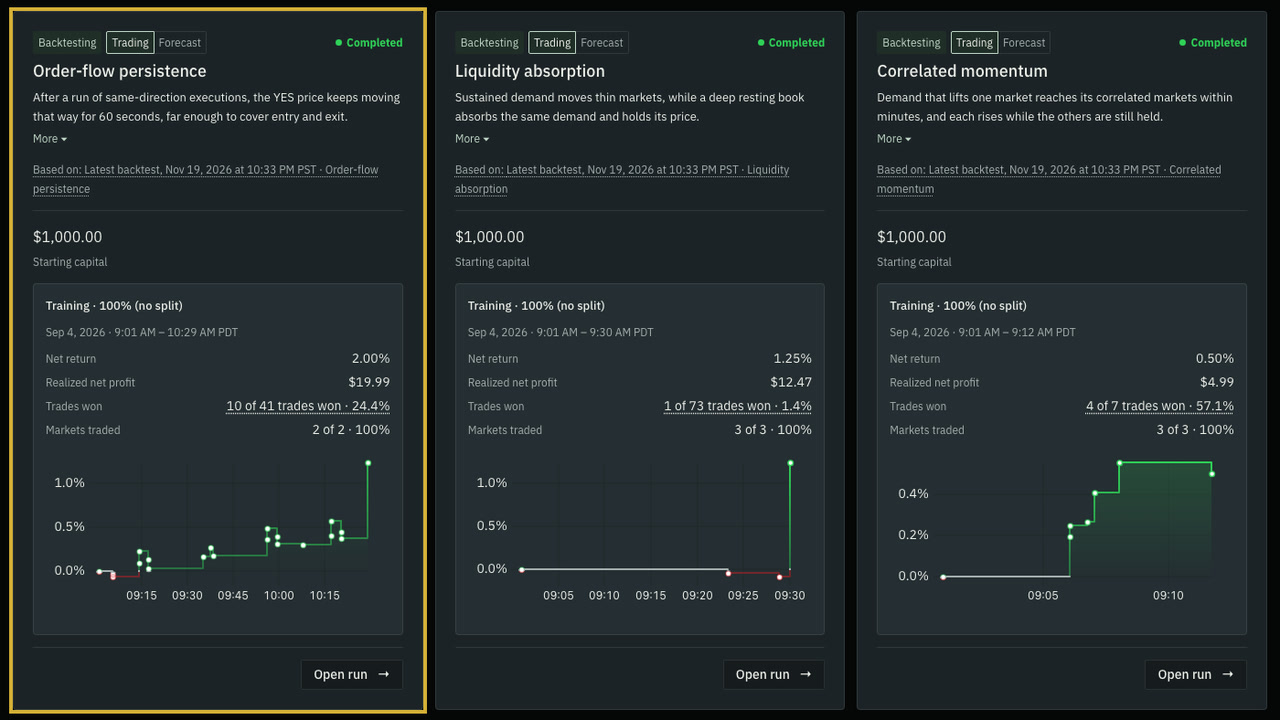 Backtesting Trading Forecast
Completed
Order-flow persistence
After a run of same-direction executions, the YES price keeps moving
that way for 60 seconds, far enough to cover entry and exit.
More
Based on: Latest backtest, Nov 19, 2026 at 10:33 PM PST · Order-flow
persistence
$1,000.00
Starting capital
Training · 100% (no split)
Sep 4, 2026 · 9:01 AM – 10:29 AM PDT
Net return 2.00%
Realized net profit $19.99
Trades won 10 of 41 trades won · 24.4%
Markets traded 2 of 2 · 100%
1.0%
0.5%
0.0%
09:15 09:30 09:45 10:00 10:15
Open run →
Backtesting Trading Forecast
Completed
Liquidity absorption
Sustained demand moves thin markets, while a deep resting book
absorbs the same demand and holds its price.
More
Based on: Latest backtest, Nov 19, 2026 at 10:33 PM PST · Liquidity
absorption
$1,000.00
Starting capital
Training · 100% (no split)
Sep 4, 2026 · 9:01 AM – 9:30 AM PDT
Net return 1.25%
Realized net profit $12.47
Trades won 1 of 73 trades won · 1.4%
Markets traded 3 of 3 · 100%
1.0%
0.5%
0.0%
09:05 09:10 09:15 09:20 09:25 09:30
Open run →
Backtesting Trading Forecast
Completed
Correlated momentum
Demand that lifts one market reaches its correlated markets within
minutes, and each rises while the others are still held.
More
Based on: Latest backtest, Nov 19, 2026 at 10:33 PM PST · Correlated
momentum
$1,000.00
Starting capital
Training · 100% (no split)
Sep 4, 2026 · 9:01 AM – 9:12 AM PDT
Net return 0.50%
Realized net profit $4.99
Trades won 4 of 7 trades won · 57.1%
Markets traded 3 of 3 · 100%
0.4%
0.2%
0.0%
09:05 09:10
Open run →